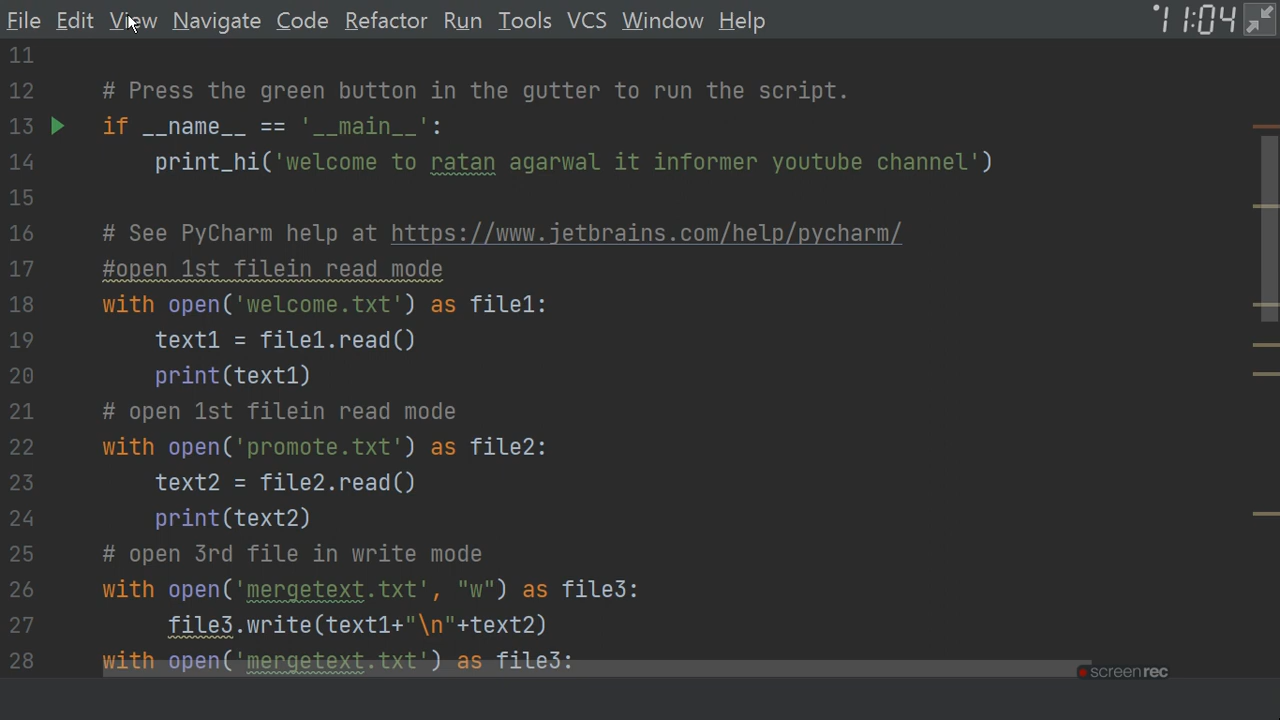 File Edit View Navigate Code Refactor Run Tools VCS Window Help 11:04
11
12 # Press the green button in the gutter to run the script.
13 if __name__ == '__main__':
14 print_hi('welcome to ratan agarwal it informer youtube channel')
15
16 # See PyCharm help at https://www.jetbrains.com/help/pycharm/
17 #open 1st filein read mode
18 with open('welcome.txt') as file1:
19 text1 = file1.read()
20 print(text1)
21 # open 1st filein read mode
22 with open('promote.txt') as file2:
23 text2 = file2.read()
24 print(text2)
25 # open 3rd file in write mode
26 with open('mergetext.txt', "w") as file3:
27 file3.write(text1+"\n"+text2)
28 with open('mergetext.txt') as file3:
screenrec